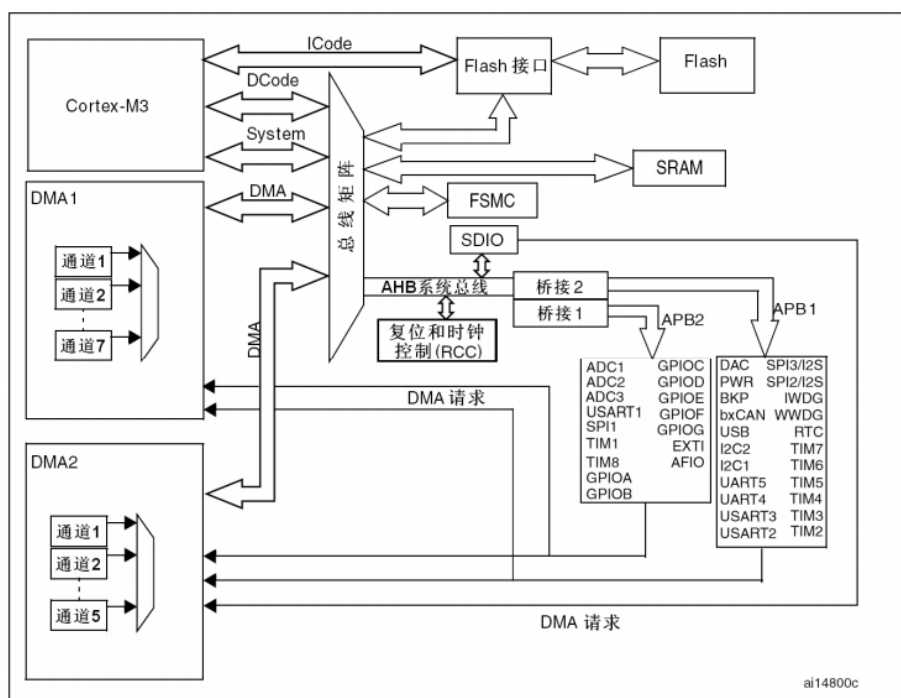 ICode
DCode
System
DMA
Cortex-M3
Flash 接口
Flash
SRAM
FSMC
SDIO
总线矩阵
DMA1
通道1
通道2
通道7
AHB系统总线
桥接2
桥接1
复位和时钟
控制(RCC)
APB2
APB1
DMA
DMA 请求
ADC1 GPIOC
ADC2 GPIOD
ADC3 GPIOE
USART1 GPIOF
SPI1 GPIOG
TIM1 EXTI
TIM8 AFIO
GPIOA
GPIOB
DAC SPI3/I2S
PWR SPI2/I2S
BKP IWDG
bxCAN WWDG
USB RTC
I2C2 TIM7
I2C1 TIM6
UART5 TIM5
UART4 TIM4
USART3 TIM3
USART2 TIM2
DMA2
通道1
通道2
通道5
DMA 请求
ai14800c